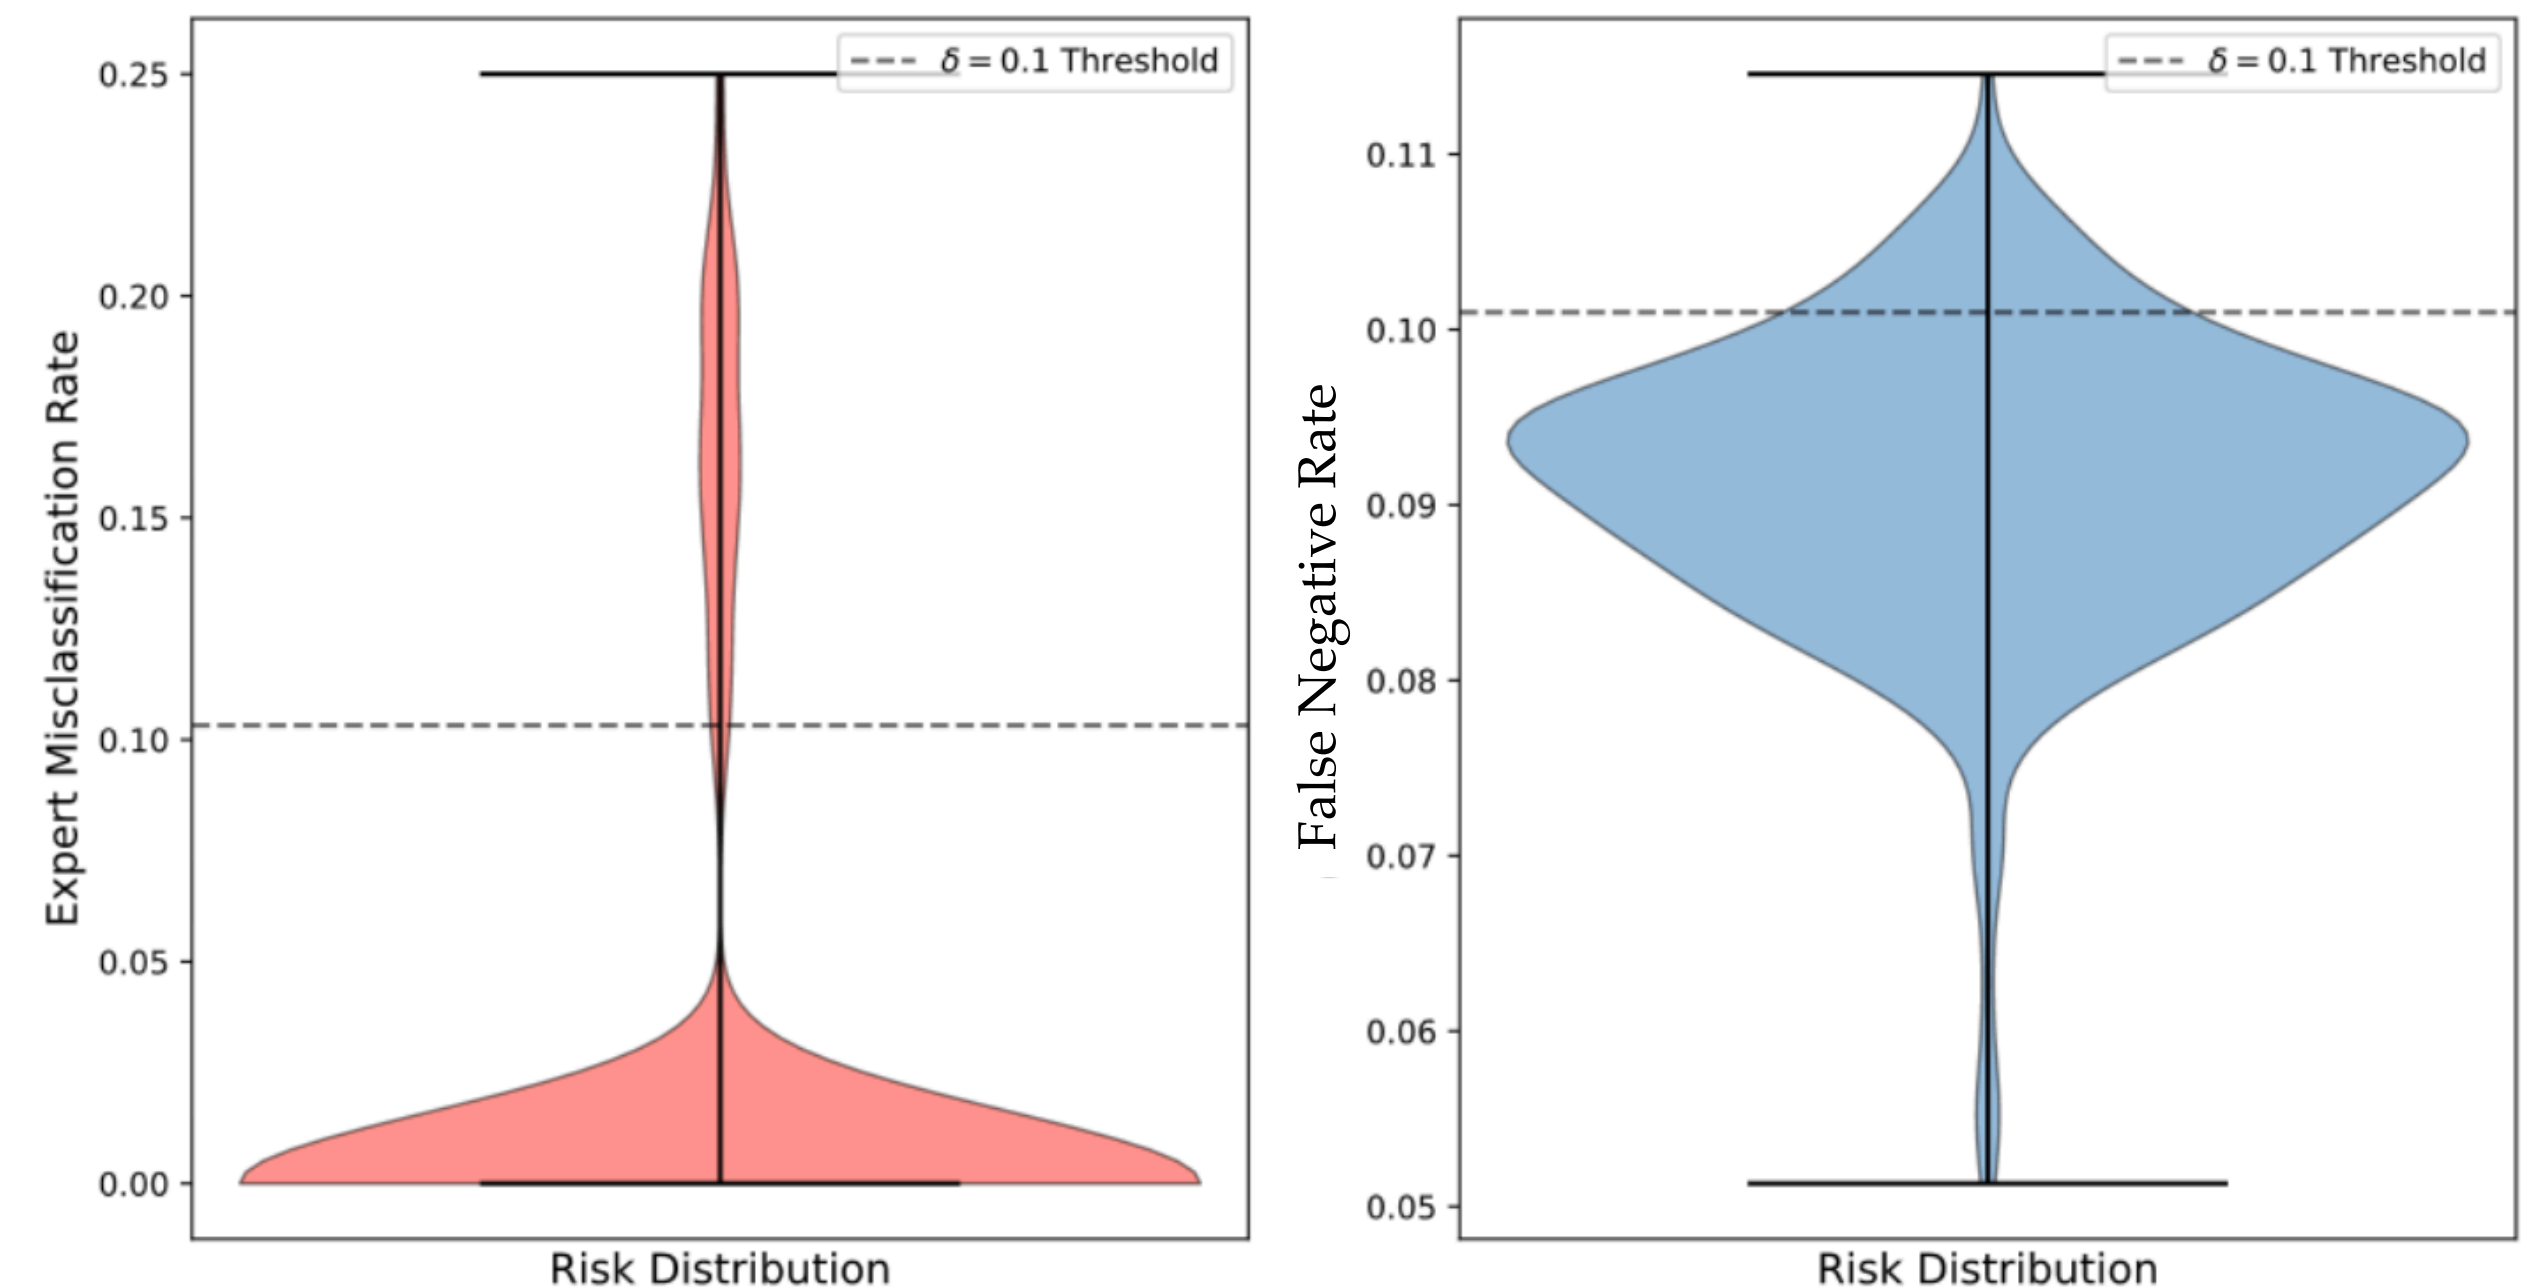 δ = 0.1 Threshold
0.25
0.20
0.15
0.10
0.05
0.00
Expert Misclassification Rate
Risk Distribution
δ = 0.1 Threshold
0.11
0.10
0.09
0.08
0.07
0.06
0.05
False Negative Rate
Risk Distribution